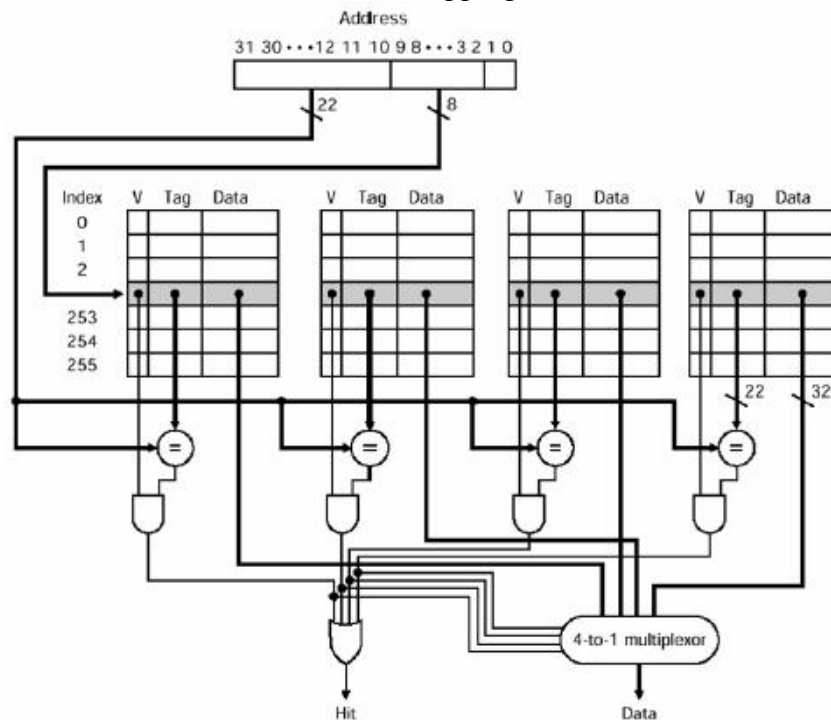 Address
31 30 • • • 12 11 10 9 8 • • • 3 2 1 0
22
8
Index V Tag Data V Tag Data V Tag Data V Tag Data
0
1
2
253
254
255
22
32
=
=
=
=
4-to-1 multiplexor
Hit
Data